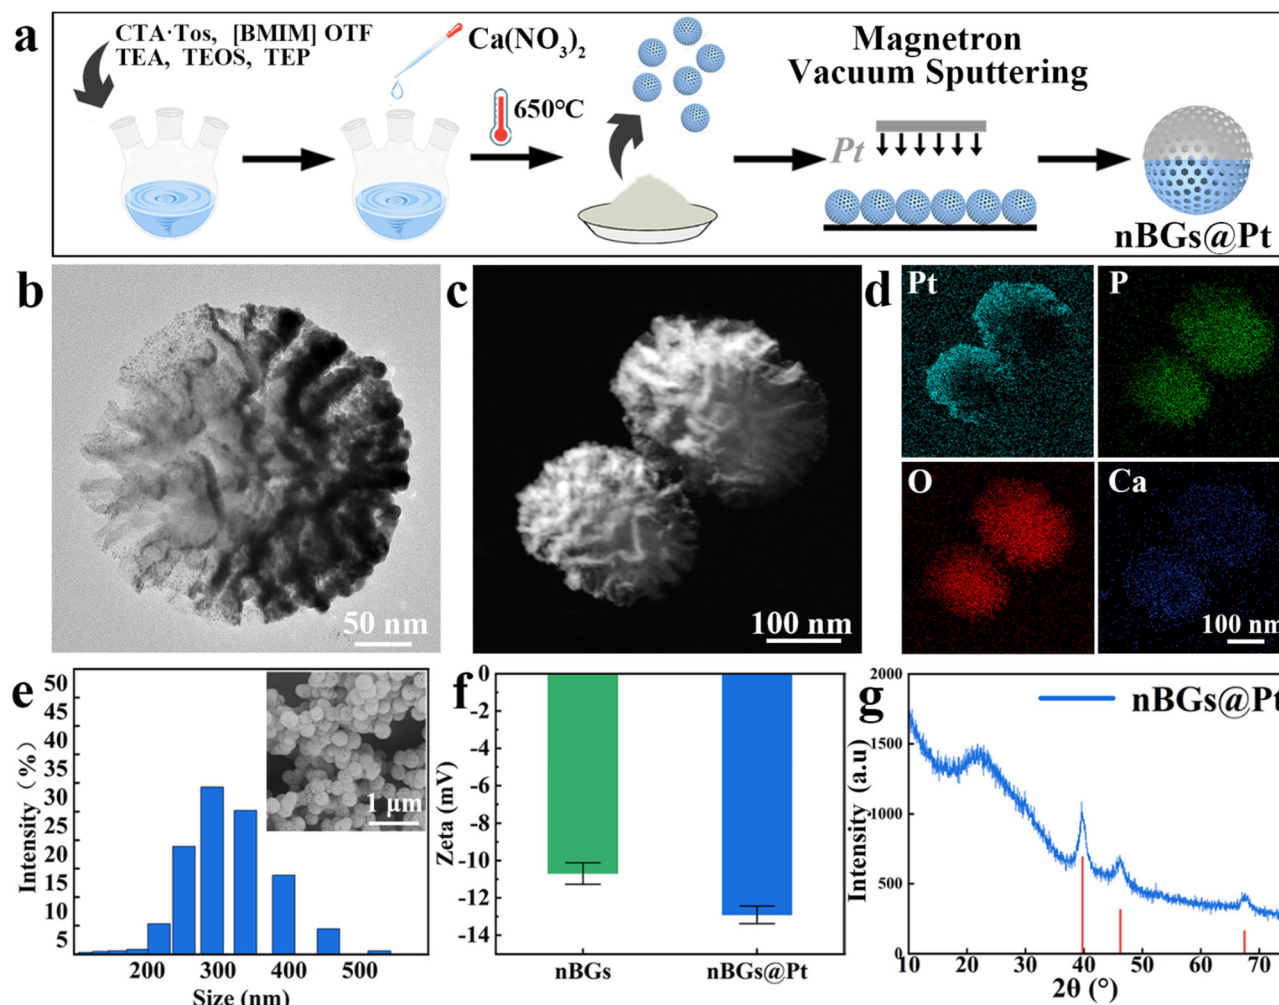 a
CTA·Tos, [BMIM] OTF
TEA, TEOS, TEP
Ca(NO3)2
650°C
Magnetron
Vacuum Sputtering
Pt
nBGs@Pt
b
50 nm
c
100 nm
d
Pt
P
O
Ca
100 nm
e
Intensity (%)
50
45
35
30
25
20
10
5
200
300
400
500
Size (nm)
1 μm
f
Zeta (mV)
0
-2
-4
-6
-8
-10
-12
-14
nBGs
nBGs@Pt
g
nBGs@Pt
Intensity (a.u)
2000
1500
1000
500
0
10
20
30
40
50
60
70
2θ (°)